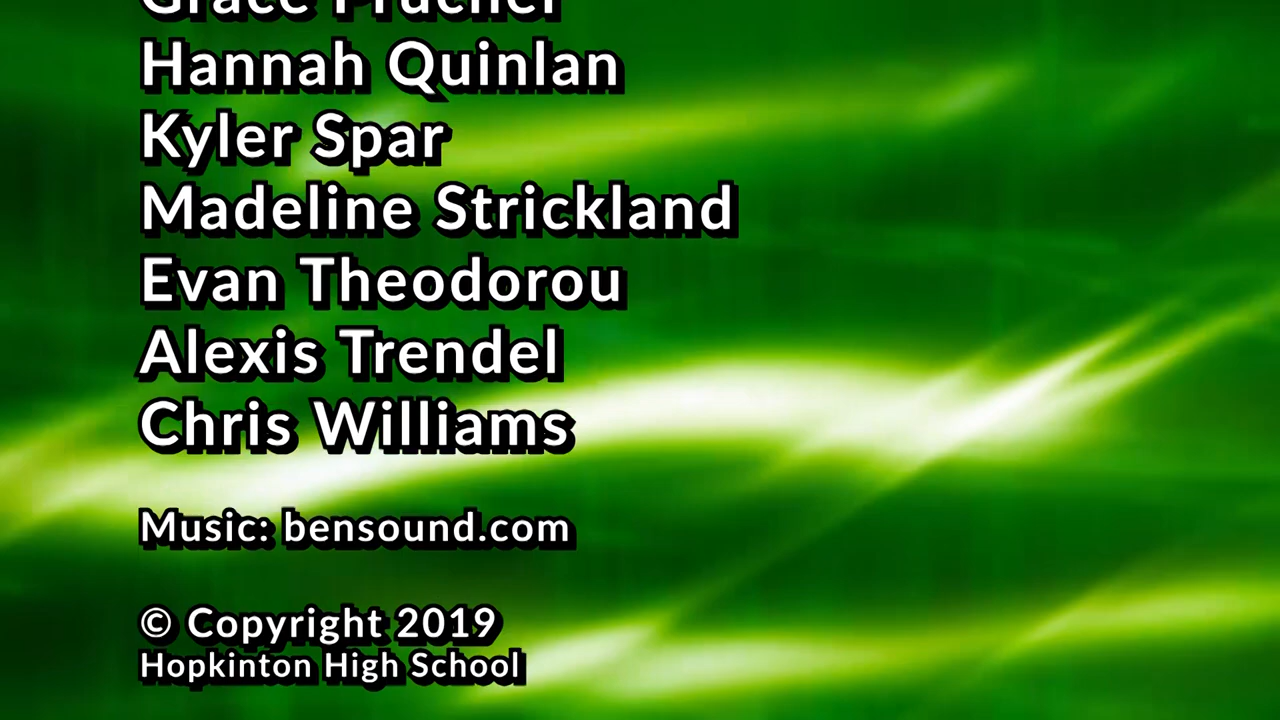 Grace
Hannah Quinlan
Kyler Spar
Madeline Strickland
Evan Theodorou
Alexis Trendel
Chris Williams
Music: bensound.com
© Copyright 2019
Hopkinton High School